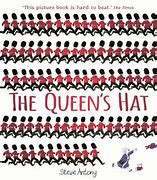 "This picture book is hard to beat." The Times
THE QUEEN'S HAT
Steve Antony